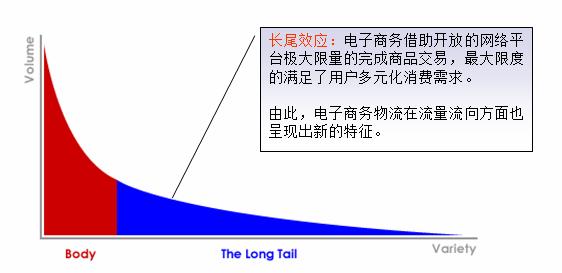 长尾效应：电子商务借助开放的网络平
台极大限量的完成商品交易，最大限度
的满足了用户多元化消费需求。
由此，电子商务物流在流量流向方面也
呈现出新的特征。
Volume
Body
The Long Tail
Variety